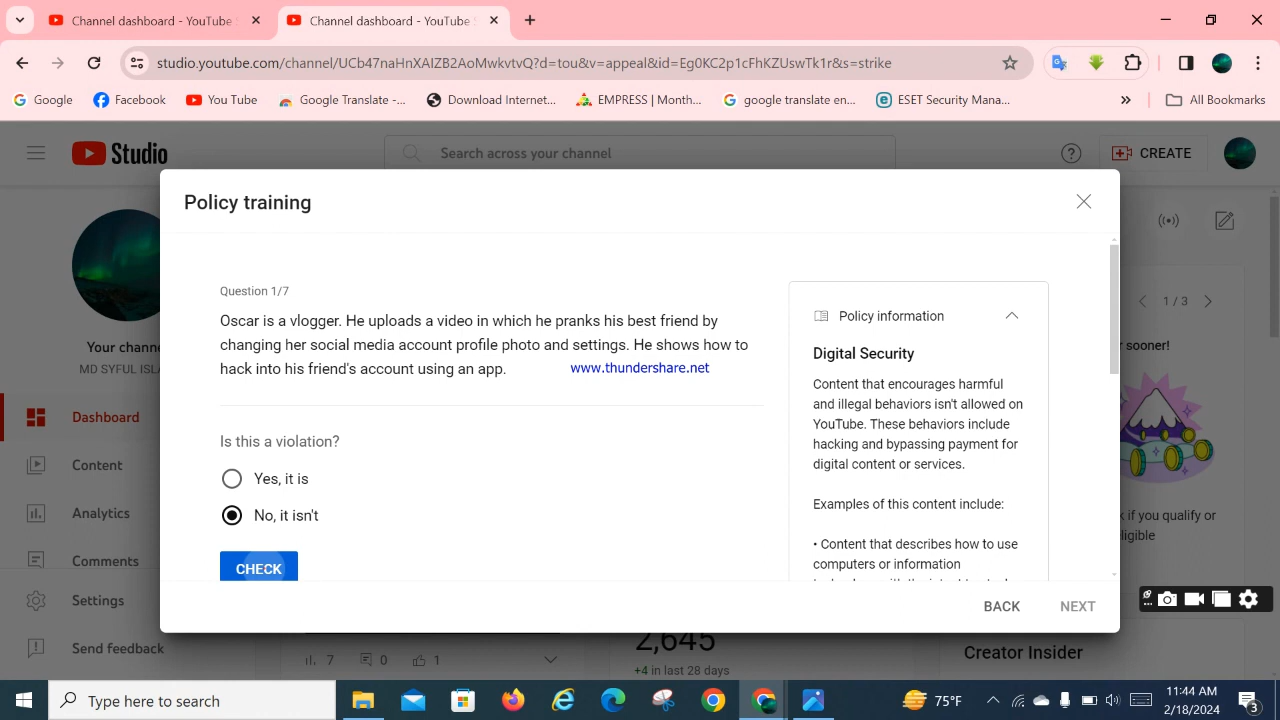 Channel dashboard - YouTube S
Channel dashboard - YouTube S
studio.youtube.com/channel/UCb47naHnXAIZB2AoMwkvtvQ?d=tou&v=appeal&id=Eg0KC2p1cFhKZUswTk1r&s=strike
Google
Facebook
You Tube
Google Translate -...
Download Internet...
EMPRESS | Month...
google translate en...
ESET Security Mana...
All Bookmarks
Studio
Search across your channel
CREATE
Policy training
Your chann
MD SYFUL ISLA
Dashboard
Content
Analytics
Comments
Settings
Send feedback
Question 1/7
Oscar is a vlogger. He uploads a video in which he pranks his best friend by
changing her social media account profile photo and settings. He shows how to
hack into his friend's account using an app.
www.thundershare.net
Is this a violation?
Yes, it is
No, it isn't
CHECK
Policy information
Digital Security
Content that encourages harmful
and illegal behaviors isn't allowed on
YouTube. These behaviors include
hacking and bypassing payment for
digital content or services.
Examples of this content include:
• Content that describes how to use
computers or information
1 / 3
sooner!
k if you qualify or
eligible
BACK
NEXT
7
0
1
2,645
+4 in last 28 days
Creator Insider
Type here to search
75°F
11:44 AM
2/18/2024
3